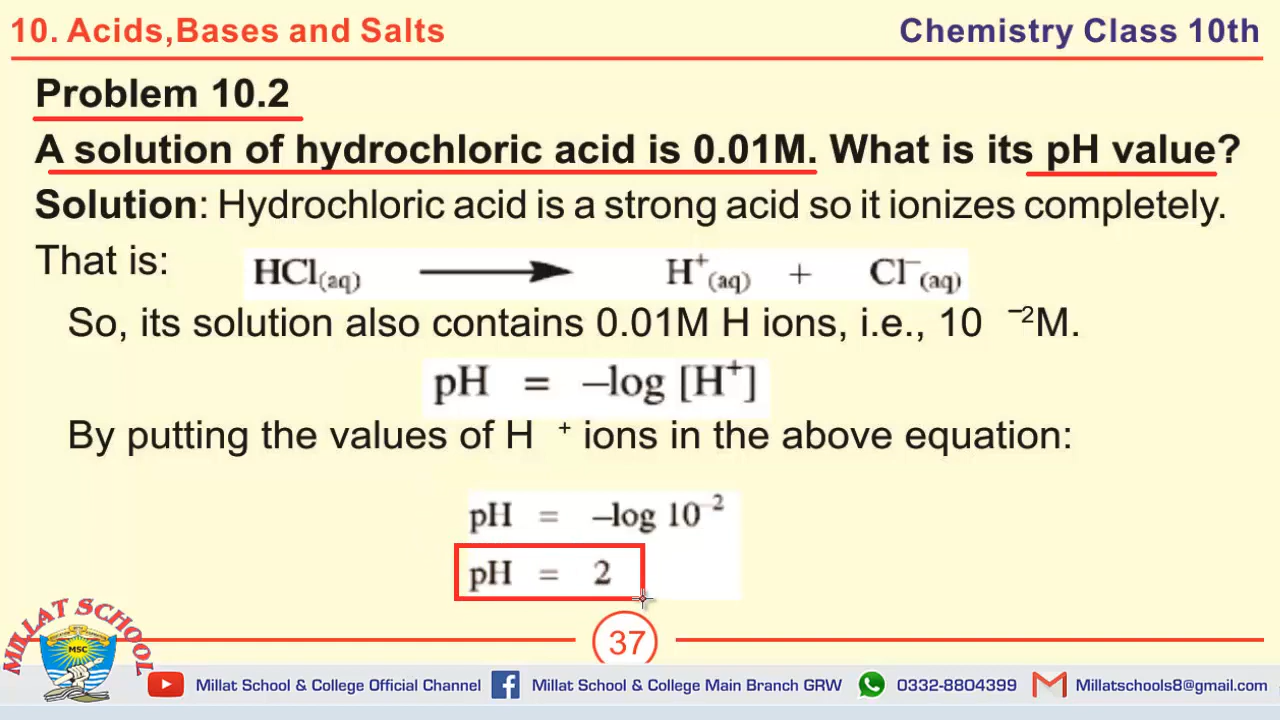 10. Acids,Bases and Salts
Chemistry Class 10th
Problem 10.2
A solution of hydrochloric acid is 0.01M. What is its pH value?
Solution: Hydrochloric acid is a strong acid so it ionizes completely.
That is: HCl(aq) ⟶ H⁺(aq) + Cl⁻(aq)
So, its solution also contains 0.01M H ions, i.e., 10 ⁻²M.
pH = –log [H⁺]
By putting the values of H ⁺ ions in the above equation:
pH = –log 10⁻²
pH = 2
37
MILLAT SCHOOL
MSC
Millat School & College Official Channel
Millat School & College Main Branch GRW
0332-8804399
Millatschools8@gmail.com